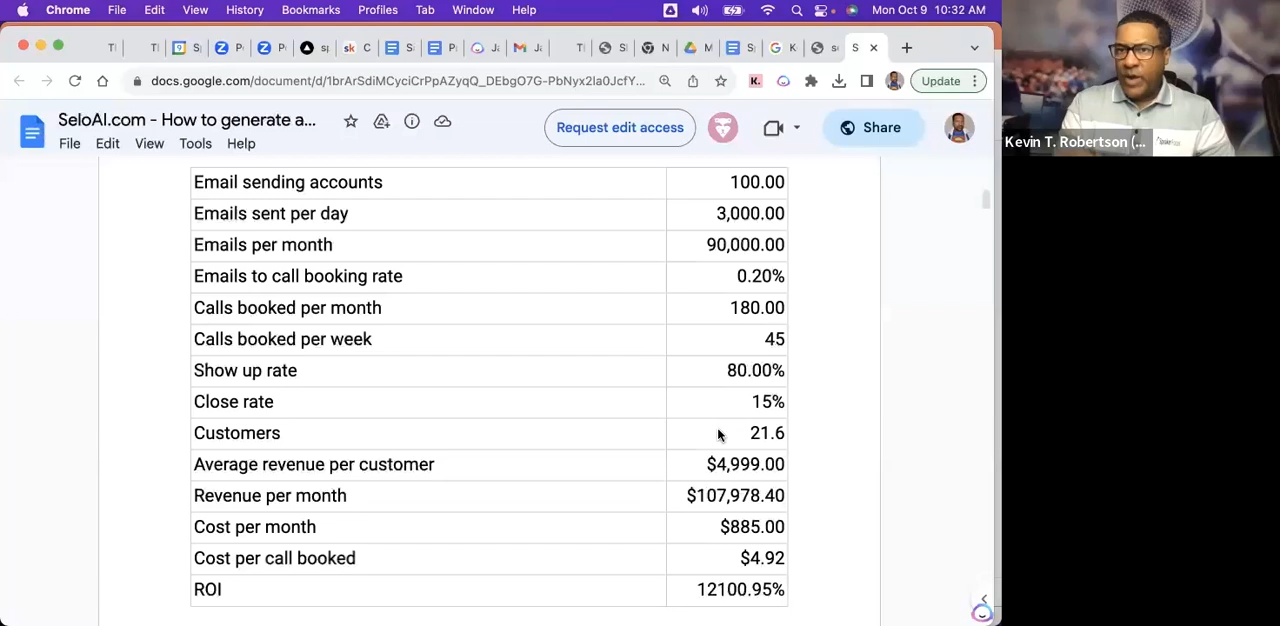 Chrome File Edit View History Bookmarks Profiles Tab Window Help Mon Oct 9 10:32 AM
S
docs.google.com/document/d/1brArSdiMCyciCrPoAZyqQ_DEbgO7G-PbNyx2la0JcfY... K. Update
SeloAI.com - How to generate a...
Request edit access
Share
File Edit View Tools Help
Kevin T. Robertson (...
Email sending accounts 100.00
Emails sent per day 3,000.00
Emails per month 90,000.00
Emails to call booking rate 0.20%
Calls booked per month 180.00
Calls booked per week 45
Show up rate 80.00%
Close rate 15%
Customers 21.6
Average revenue per customer $4,999.00
Revenue per month $107,978.40
Cost per month $885.00
Cost per call booked $4.92
ROI 12100.95%